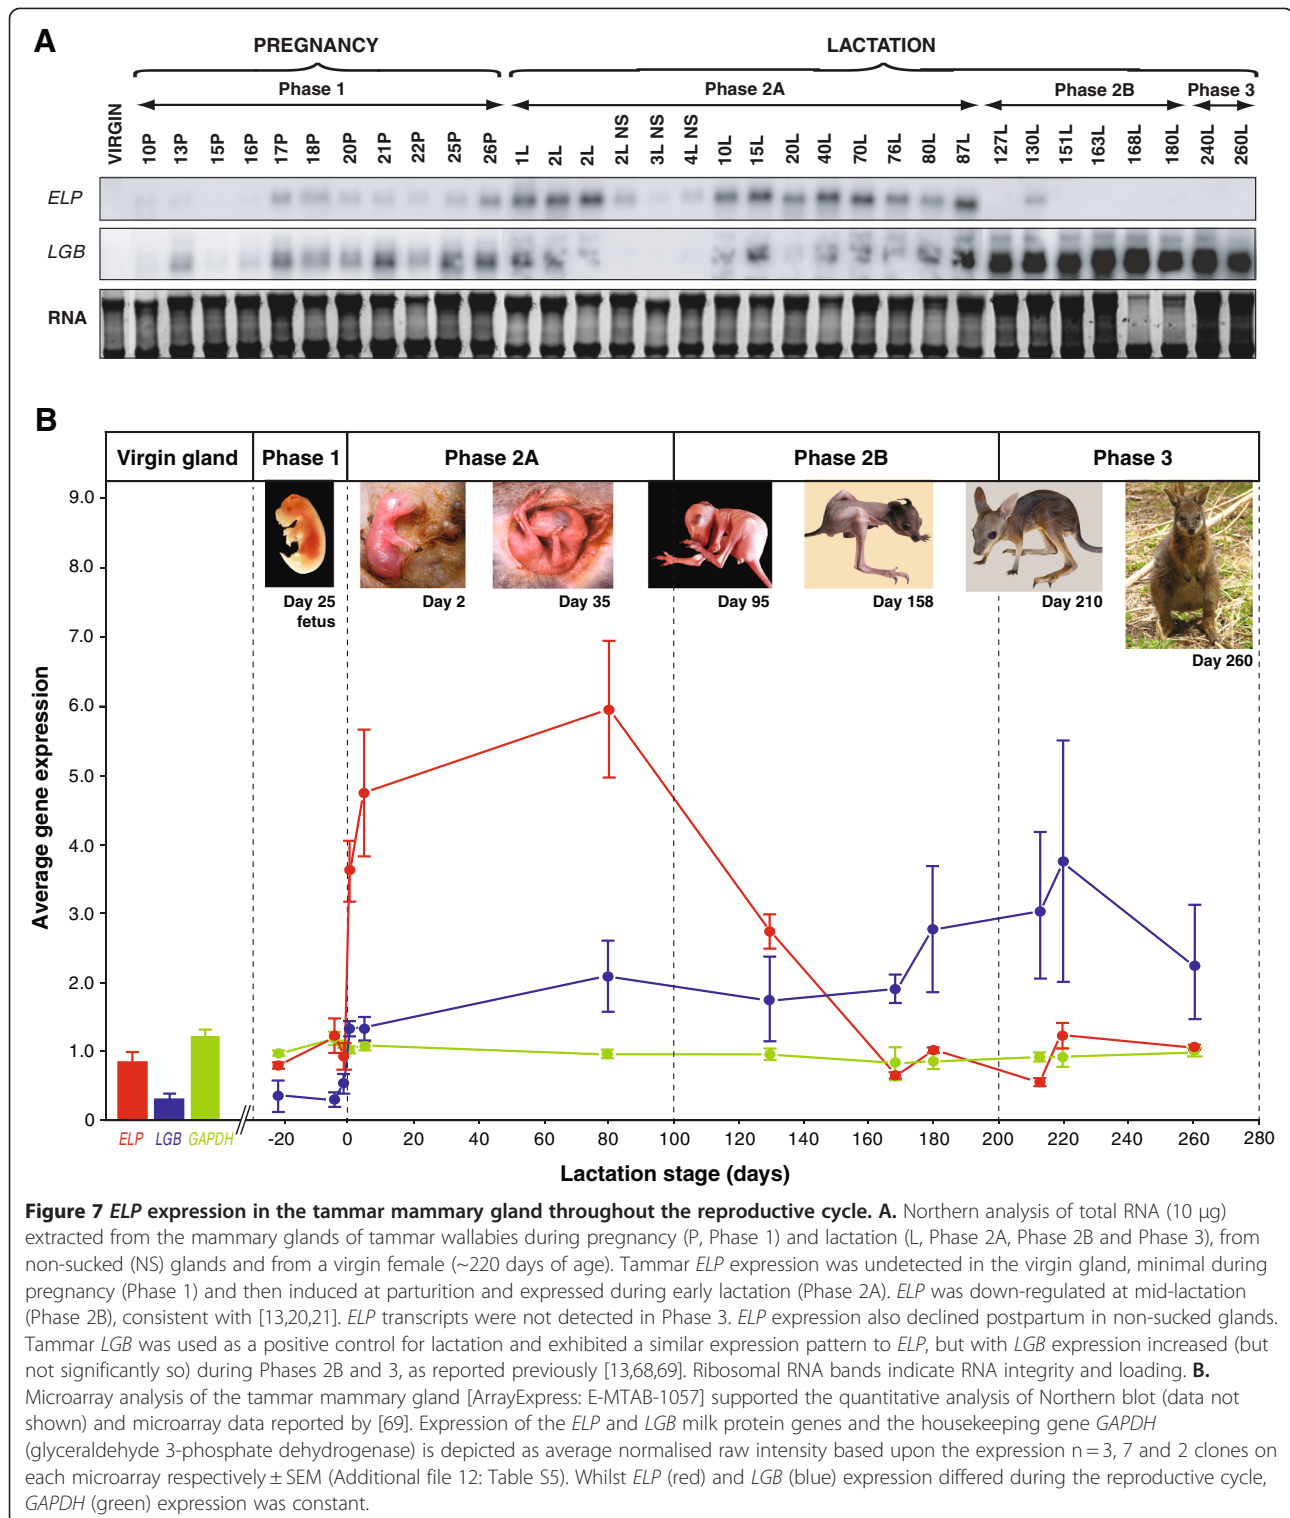 A
PREGNANCY
LACTATION
Phase 1
Phase 2A
Phase 2B
Phase 3
VIRGIN
10P
13P
15P
16P
17P
18P
20P
21P
22P
25P
26P
1L
2L
2L
2L NS
3L NS
4L NS
10L
15L
20L
40L
70L
76L
80L
87L
127L
130L
151L
163L
168L
180L
240L
260L
ELP
LGB
RNA
B
Virgin gland
Phase 1
Phase 2A
Phase 2B
Phase 3
Day 25
fetus
Day 2
Day 35
Day 95
Day 158
Day 210
Day 260
Average gene expression
9.0
8.0
7.0
6.0
5.0
4.0
3.0
2.0
1.0
0
ELP
LGB
GAPDH
-20
0
20
40
60
80
100
120
140
160
180
200
220
240
260
280
Lactation stage (days)
Figure 7 ELP expression in the tammar mammary gland throughout the reproductive cycle. A. Northern analysis of total RNA (10 μg)
extracted from the mammary glands of tammar wallabies during pregnancy (P, Phase 1) and lactation (L, Phase 2A, Phase 2B and Phase 3), from
non-sucked (NS) glands and from a virgin female (~220 days of age). Tammar ELP expression was undetected in the virgin gland, minimal during
pregnancy (Phase 1) and then induced at parturition and expressed during early lactation (Phase 2A). ELP was down-regulated at mid-lactation
(Phase 2B), consistent with [13,20,21]. ELP transcripts were not detected in Phase 3. ELP expression also declined postpartum in non-sucked glands.
Tammar LGB was used as a positive control for lactation and exhibited a similar expression pattern to ELP, but with LGB expression increased (but
not significantly so) during Phases 2B and 3, as reported previously [13,68,69]. Ribosomal RNA bands indicate RNA integrity and loading. B.
Microarray analysis of the tammar mammary gland [ArrayExpress: E-MTAB-1057] supported the quantitative analysis of Northern blot (data not
shown) and microarray data reported by [69]. Expression of the ELP and LGB milk protein genes and the housekeeping gene GAPDH
(glyceraldehyde 3-phosphate dehydrogenase) is depicted as average normalised raw intensity based upon the expression n = 3, 7 and 2 clones on
each microarray respectively ± SEM (Additional file 12: Table S5). Whilst ELP (red) and LGB (blue) expression differed during the reproductive cycle,
GAPDH (green) expression was constant.